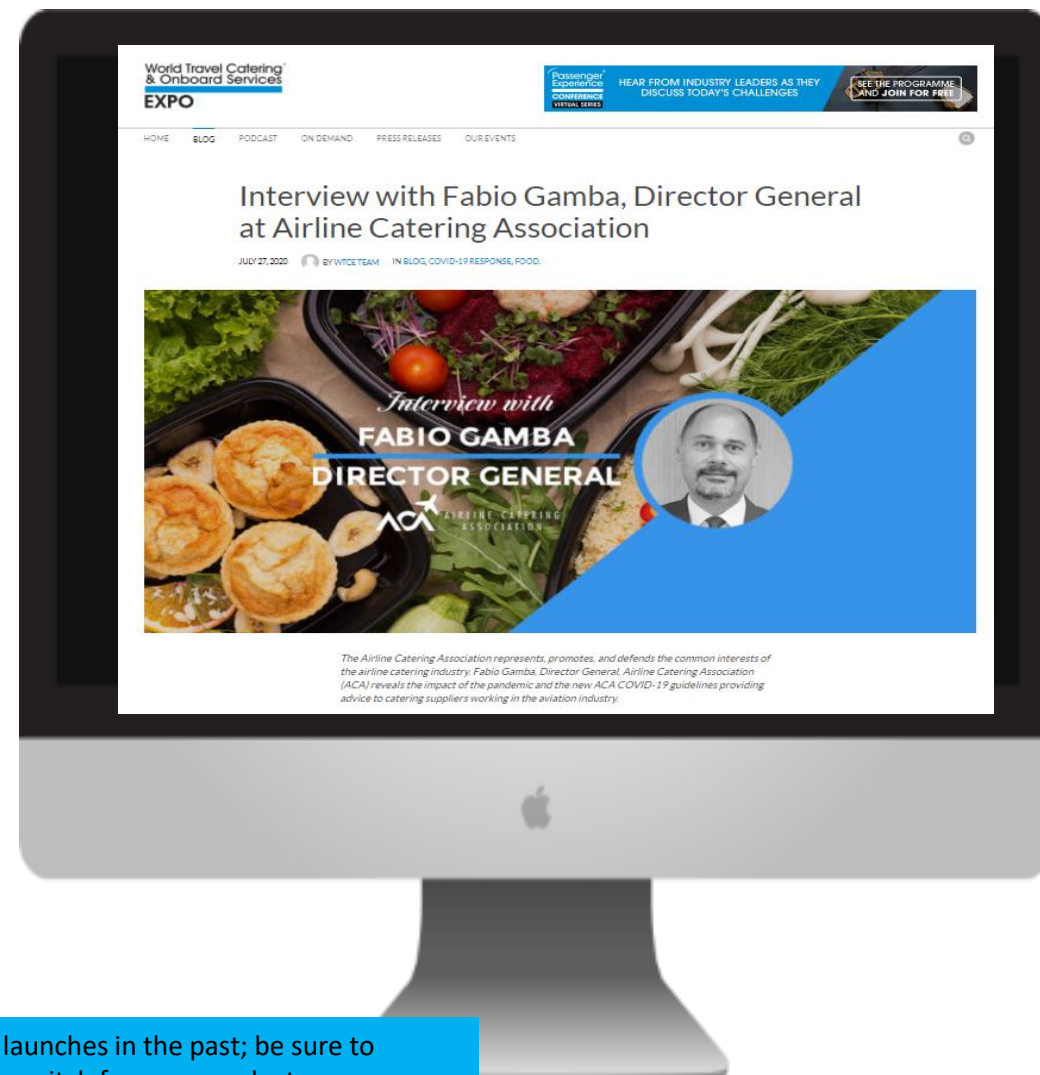 World Travel Catering
& Onboard Services
EXPO
Passenger
Experience
CONFERENCE
VIRTUAL SERIES
HEAR FROM INDUSTRY LEADERS AS THEY
DISCUSS TODAY'S CHALLENGES
SEE THE PROGRAMME
AND JOIN FOR FREE
HOME BLOG PODCAST ON DEMAND PRESS RELEASES OUR EVENTS
Interview with Fabio Gamba, Director General
at Airline Catering Association
JULY 27, 2020 BY WTCE TEAM IN BLOG, COVID-19 RESPONSE, FOOD.
Interview with
FABIO GAMBA
DIRECTOR GENERAL
ACA AIRLINE CATERING
ASSOCIATION
The Airline Catering Association represents, promotes, and defends the common interests of
the airline catering industry. Fabio Gamba, Director General, Airline Catering Association
(ACA) reveals the impact of the pandemic and the new ACA COVID-19 guidelines providing
advice to catering suppliers working in the aviation industry.
launches in the past; be sure to